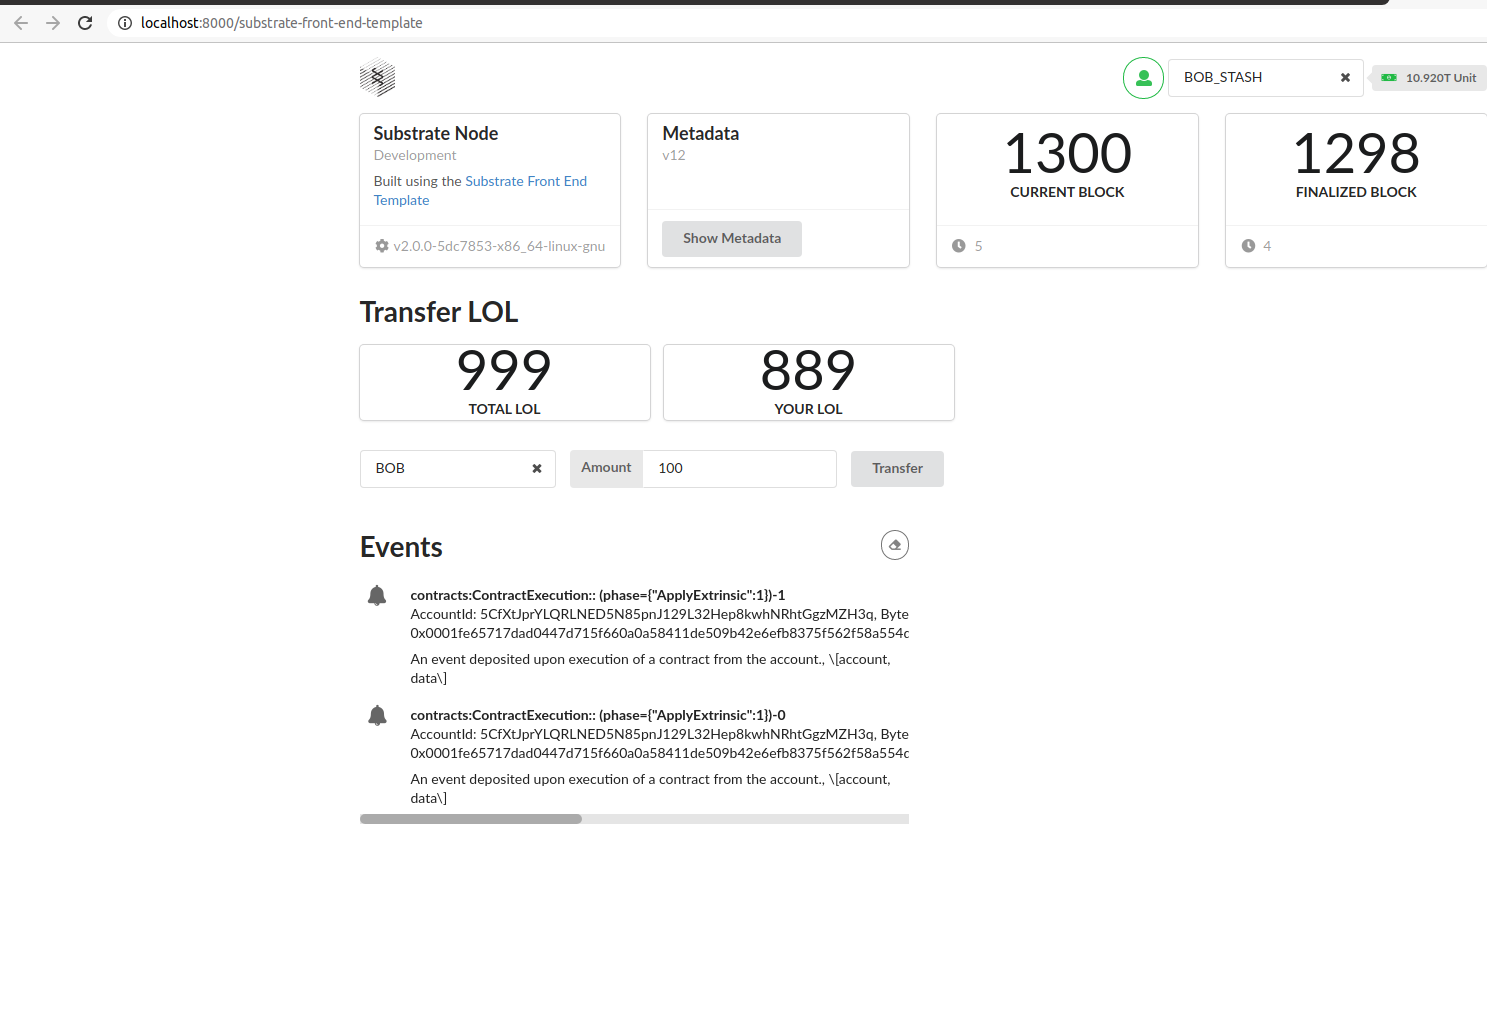 localhost:8000/substrate-front-end-template
BOB_STASH
10.920T Unit
Substrate Node
Development
Built using the Substrate Front End
Template
v2.0.0-5dc7853-x86_64-linux-gnu
Metadata
v12
Show Metadata
1300
CURRENT BLOCK
5
1298
FINALIZED BLOCK
4
Transfer LOL
999
TOTAL LOL
889
YOUR LOL
BOB
Amount
100
Transfer
Events
contracts:ContractExecution:: (phase={"ApplyExtrinsic":1})-1
AccountId: 5CfXtJprYLQRLNED5N85pnJ129L32Hep8kwhNRhtGgzMZH3q, Byte
0x0001fe65717dad0447d715f660a0a58411de509b42e6efb8375f562f58a554c
An event deposited upon execution of a contract from the account., \[account,
data\]
contracts:ContractExecution:: (phase={"ApplyExtrinsic":1})-0
AccountId: 5CfXtJprYLQRLNED5N85pnJ129L32Hep8kwhNRhtGgzMZH3q, Byte
0x0001fe65717dad0447d715f660a0a58411de509b42e6efb8375f562f58a554c
An event deposited upon execution of a contract from the account., \[account,
data\]